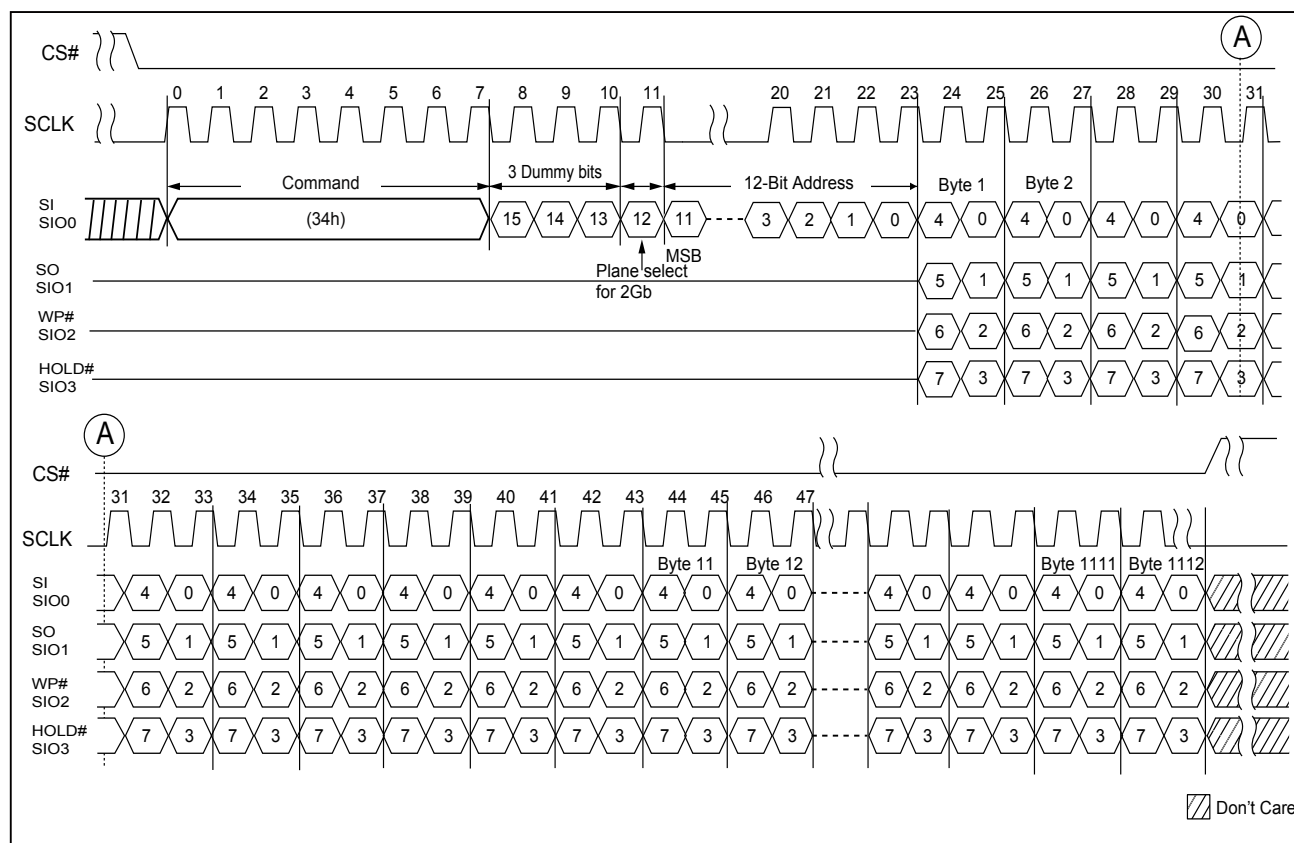 A
CS#
0 1 2 3 4 5 6 7 8 9 10 11 20 21 22 23 24 25 26 27 28 29 30 31
SCLK
Command 3 Dummy bits 12-Bit Address Byte 1 Byte 2
SI
SIO0 (34h) 15 14 13 12 11 3 2 1 0 4 0 4 0 4 0 4 0
MSB
Plane select
for 2Gb
SO
SIO1 5 1 5 1 5 1 5 1
WP#
SIO2 6 2 6 2 6 2 6 2
HOLD#
SIO3 7 3 7 3 7 3 7 3
A
CS#
31 32 33 34 35 36 37 38 39 40 41 42 43 44 45 46 47
SCLK
Byte 11 Byte 12 Byte 1111 Byte 1112
SI
SIO0 4 0 4 0 4 0 4 0 4 0 4 0 4 0 4 0 4 0 4 0 4 0 4 0
SO
SIO1 5 1 5 1 5 1 5 1 5 1 5 1 5 1 5 1 5 1 5 1 5 1 5 1
WP#
SIO2 6 2 6 2 6 2 6 2 6 2 6 2 6 2 6 2 6 2 6 2 6 2 6 2
HOLD#
SIO3 7 3 7 3 7 3 7 3 7 3 7 3 7 3 7 3 7 3 7 3 7 3 7 3
Don't Care